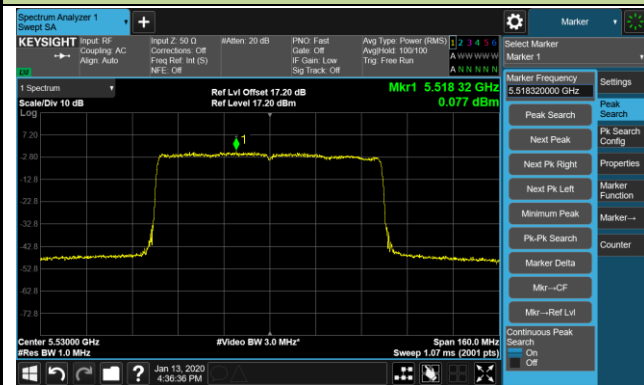 Spectrum Analyzer 1
Swept SA
Marker
KEYSIGHT
Input: RF
Coupling: AC
Align: Auto
Input Z: 50 Ω
Corrections: Off
Freq Ref: Int (S)
NFE: Off
#Atten: 20 dB
PNO: Fast
Gate: Off
IF Gain: Low
Sig Track: Off
Avg Type: Power (RMS)
Avg|Hold: 100/100
Trig: Free Run
1 2 3 4 5 6
A W W W W W
A N N N N N
Select Marker
Marker 1
1 Spectrum
Scale/Div 10 dB
Log
Ref Lvl Offset 17.20 dB
Ref Level 17.20 dBm
Mkr1 5.518 32 GHz
0.077 dBm
1
7.20
-2.80
-12.8
-22.8
-32.8
-42.8
-52.8
-62.8
-72.8
Center 5.53000 GHz
#Res BW 1.0 MHz
#Video BW 3.0 MHz*
Span 160.0 MHz
Sweep 1.07 ms (2001 pts)
Marker Frequency
5.518320000 GHz
Peak Search
Next Peak
Next Pk Right
Next Pk Left
Minimum Peak
Pk-Pk Search
Marker Delta
Mkr→CF
Mkr→Ref Lvl
Continuous Peak
Search
On
Off
Settings
Peak
Search
Pk Search
Config
Properties
Marker
Function
Marker→
Counter
Jan 13, 2020
4:36:36 PM